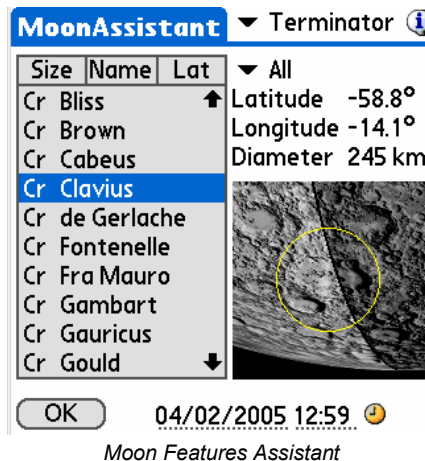 MoonAssistant Terminator
Size Name Lat All
Cr Bliss Latitude -58.8°
Cr Brown Longitude -14.1°
Cr Cabeus Diameter 245 km
Cr Clavius
Cr de Gerlache
Cr Fontenelle
Cr Fra Mauro
Cr Gambart
Cr Gauricus
Cr Gould
OK 04/02/2005 12:59
Moon Features Assistant